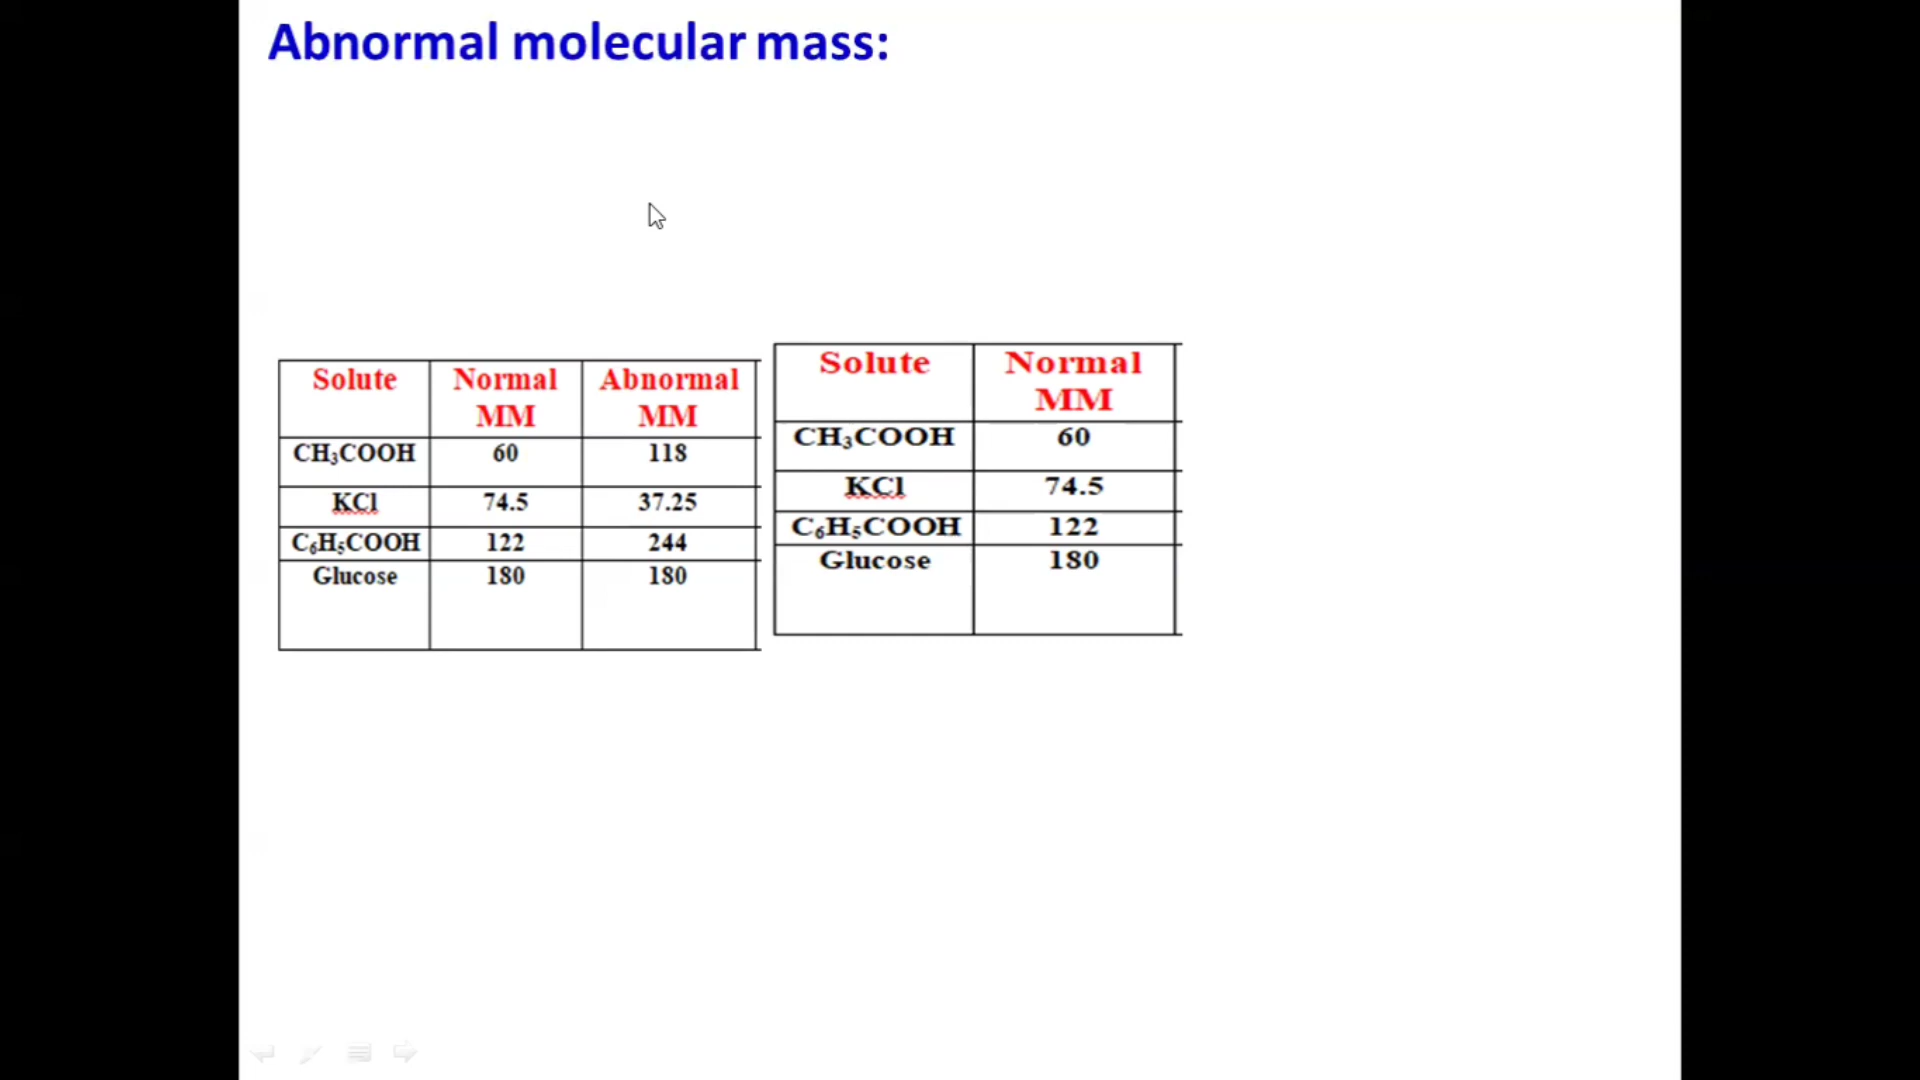 Abnormal molecular mass:
Solute Normal MM Abnormal MM
CH₃COOH 60 118
KCl 74.5 37.25
C₆H₅COOH 122 244
Glucose 180 180
Solute Normal MM
CH₃COOH 60
KCl 74.5
C₆H₅COOH 122
Glucose 180